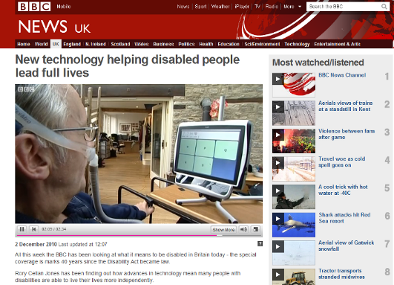 BBC Mobile
News Sport Weather iPlayer TV Radio More Search the BBC
NEWS UK
Home World UK England N. Ireland Scotland Wales Business Politics Health Education Sci/Environment Technology Entertainment & Arts
New technology helping disabled people
lead full lives
BBC
Share More
2 December 2010 Last updated at 12:07
All this week the BBC has been looking at what it means to be disabled in Britain today - the special
coverage is marks 40 years since the Disability Act became law.
Rory Cellan Jones has been finding out how advances in technology mean many people with
disabilities are able to live their lives more independently.
Most watched/listened
BBC News Channel
1
Aerials views of trains
at a standstill in Kent
2
Violence between fans
after game
3
Travel woe as cold
spell goes on
4
A cool trick with hot
water at -40C
5
Shark attacks hit Red
Sea resort
6
Aerial view of Gatwick
snowfall
7
Tractor transports
stranded midwives
8